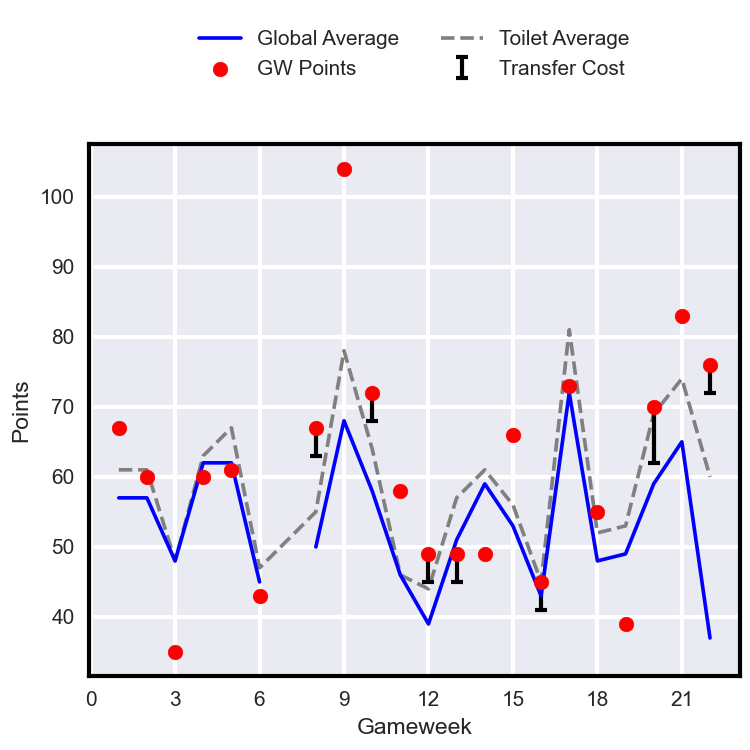 Global Average
Toilet Average
GW Points
Transfer Cost
100
90
80
70
60
50
40
Points
0 3 6 9 12 15 18 21
Gameweek